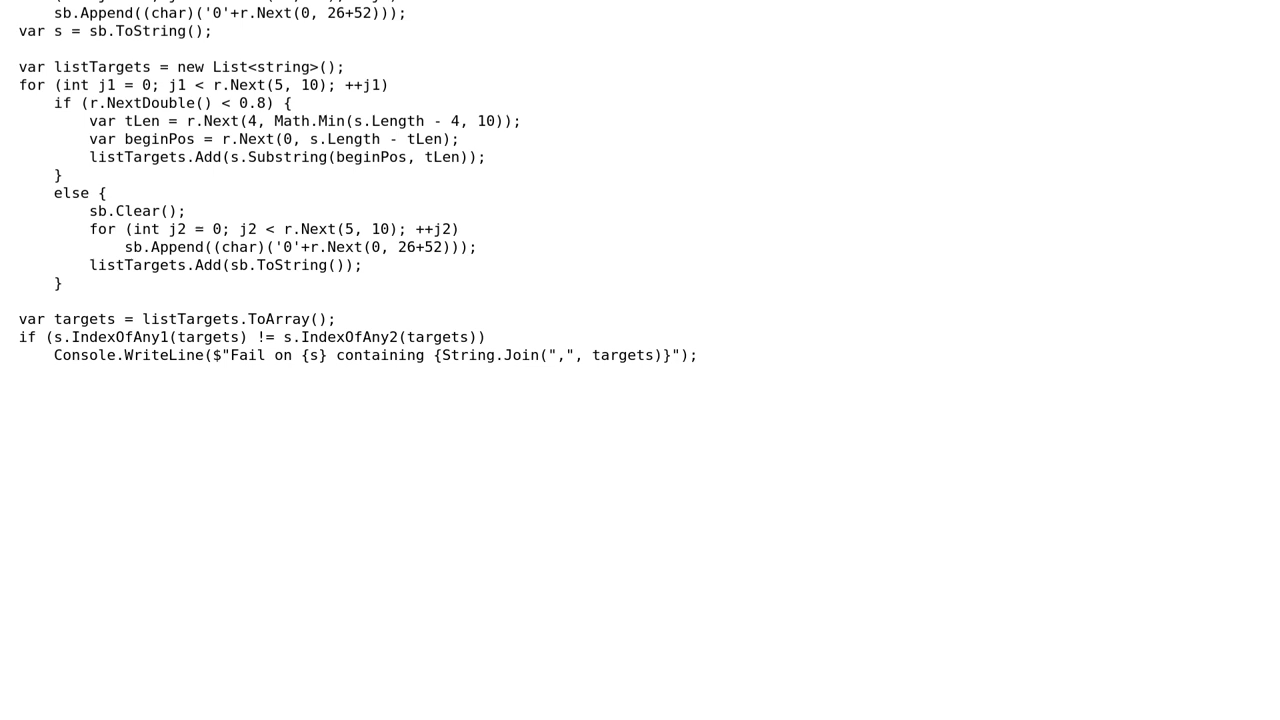 sb.Append((char)('0'+r.Next(0, 26+52)));
var s = sb.ToString();

var listTargets = new List<string>();
for (int j1 = 0; j1 < r.Next(5, 10); ++j1)
    if (r.NextDouble() < 0.8) {
        var tLen = r.Next(4, Math.Min(s.Length - 4, 10));
        var beginPos = r.Next(0, s.Length - tLen);
        listTargets.Add(s.Substring(beginPos, tLen));
    }
    else {
        sb.Clear();
        for (int j2 = 0; j2 < r.Next(5, 10); ++j2)
            sb.Append((char)('0'+r.Next(0, 26+52)));
        listTargets.Add(sb.ToString());
    }

var targets = listTargets.ToArray();
if (s.IndexOfAny1(targets) != s.IndexOfAny2(targets))
    Console.WriteLine($"Fail on {s} containing {String.Join(",", targets)}");